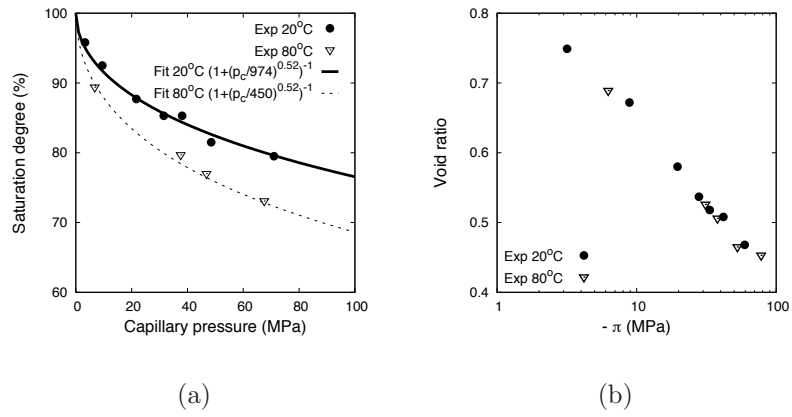 100
90
80
70
60
0
20
40
60
80
100
Saturation degree (%)
Capillary pressure (MPa)
Exp 20°C
Exp 80°C
Fit 20°C (1+(p_c/974)^0.52)^-1
Fit 80°C (1+(p_c/450)^0.52)^-1
(a)
0.8
0.7
0.6
0.5
0.4
1
10
100
Void ratio
- π (MPa)
Exp 20°C
Exp 80°C
(b)